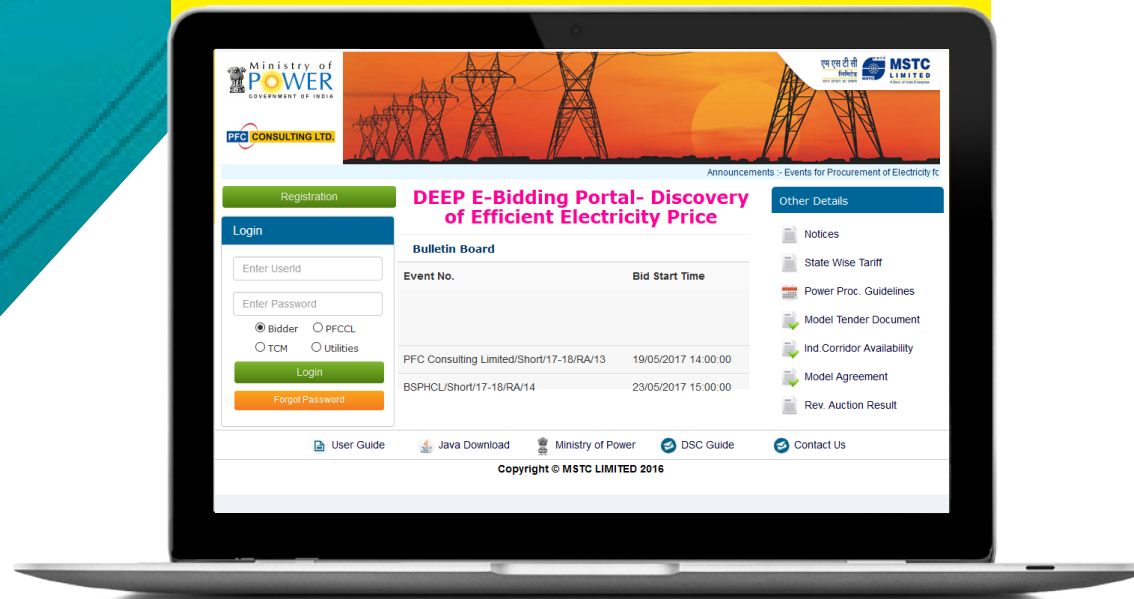 Ministry of
POWER
GOVERNMENT OF INDIA
PFC CONSULTING LTD.
एम एस टी सी
लिमिटेड
MSTC
LIMITED
Announcements :- Events for Procurement of Electricity fo
Registration
Login
Enter UserId
Enter Password
Bidder PFCCL
TCM Utilities
Login
Forgot Password
DEEP E-Bidding Portal- Discovery
of Efficient Electricity Price
Bulletin Board
Event No. Bid Start Time
PFC Consulting Limited/Short/17-18/RA/13 19/05/2017 14:00:00
BSPHCL/Short/17-18/RA/14 23/05/2017 15:00:00
Other Details
Notices
State Wise Tariff
Power Proc. Guidelines
Model Tender Document
Ind.Corridor Availability
Model Agreement
Rev. Auction Result
User Guide Java Download Ministry of Power DSC Guide Contact Us
Copyright © MSTC LIMITED 2016